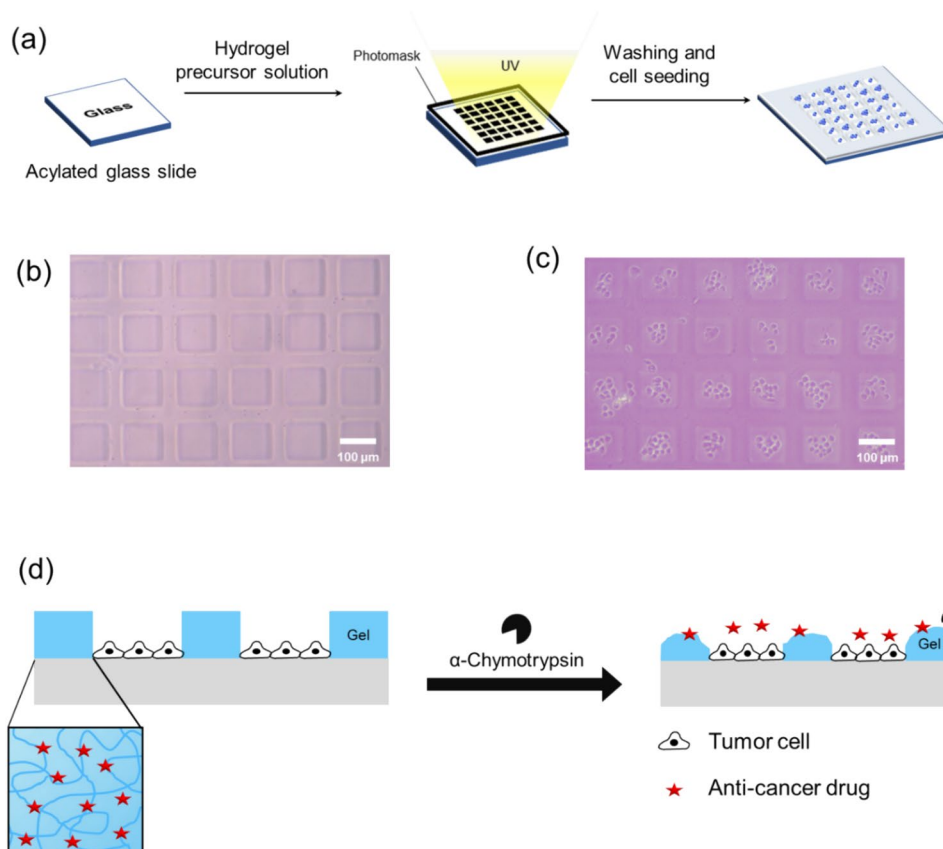 (a)
Hydrogel
precursor solution
Photomask
UV
Washing and
cell seeding
Glass
Acylated glass slide
(b)
100 µm
(c)
100 µm
(d)
Gel
α-Chymotrypsin
Gel
Tumor cell
Anti-cancer drug